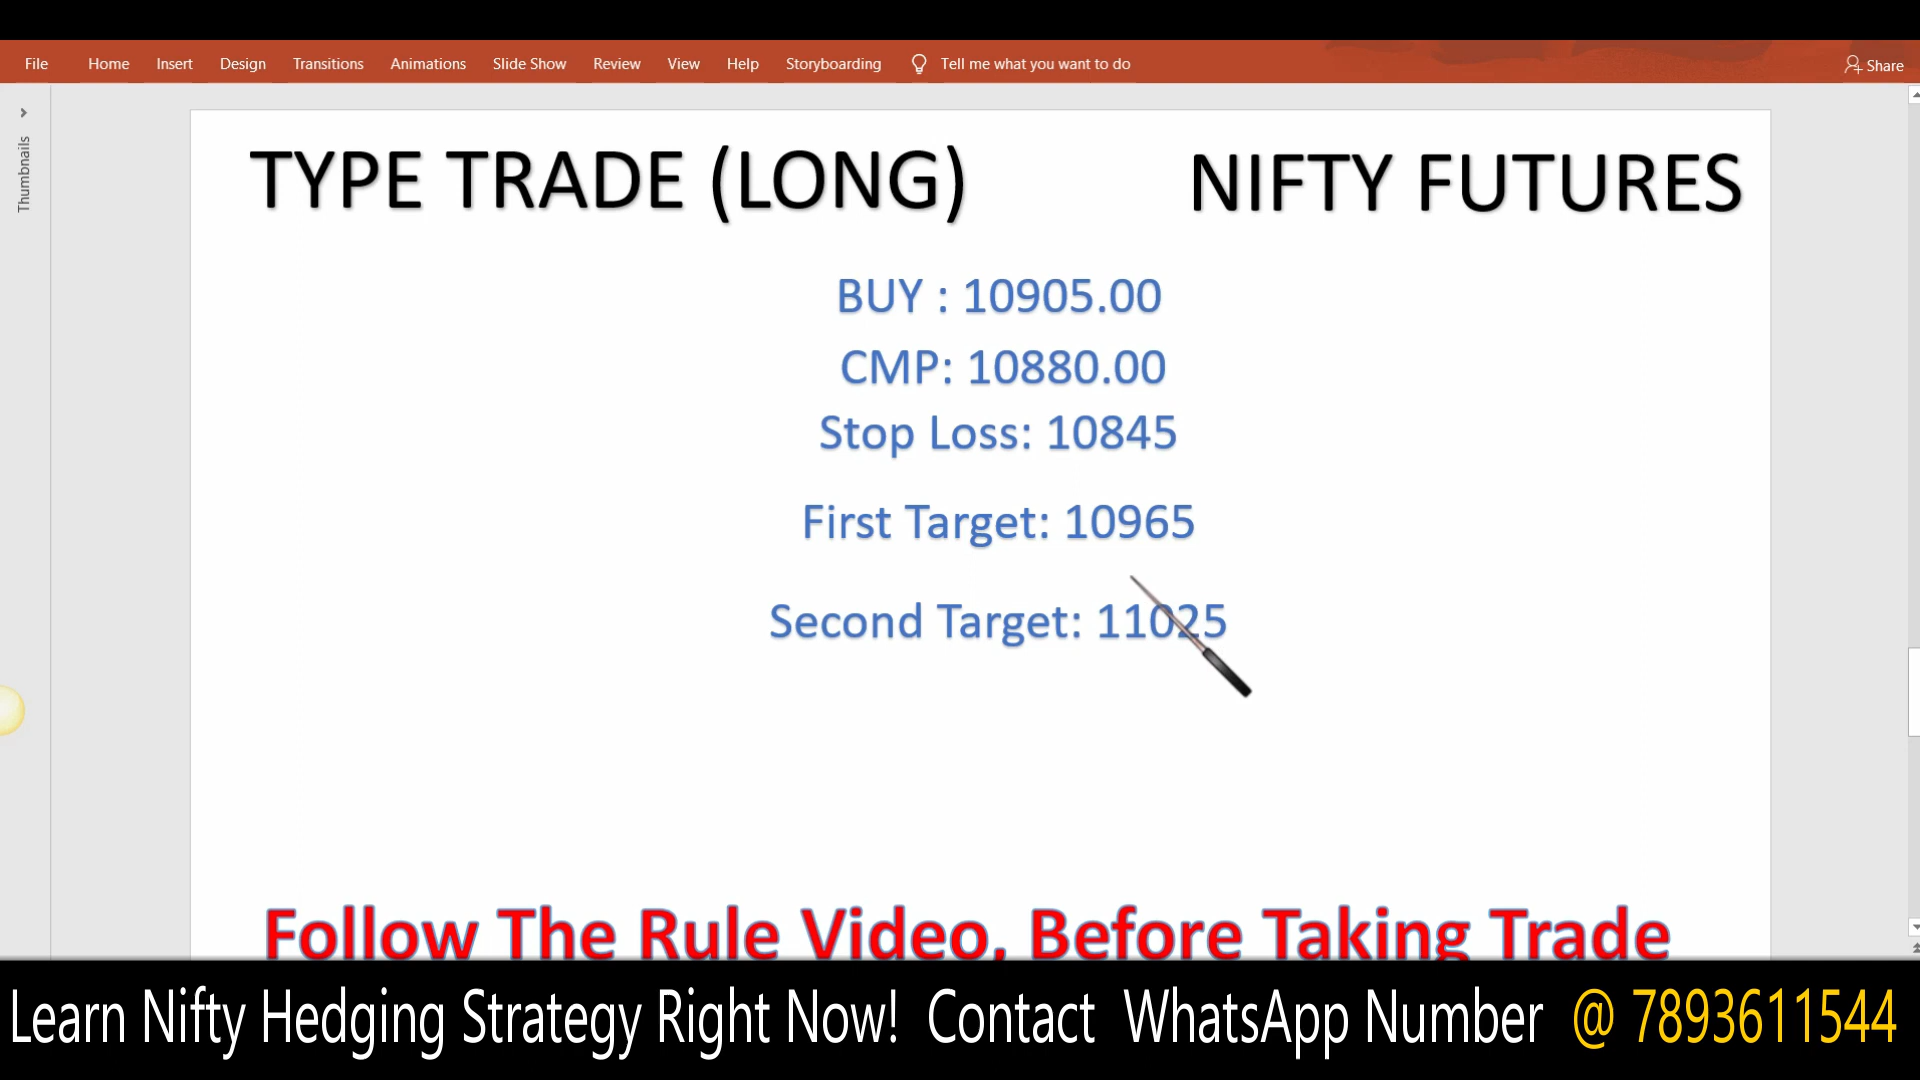 File Home Insert Design Transitions Animations Slide Show Review View Help Storyboarding Tell me what you want to do Share
Thumbnails
TYPE TRADE (LONG) NIFTY FUTURES
BUY : 10905.00
CMP: 10880.00
Stop Loss: 10845
First Target: 10965
Second Target: 11025
Follow The Rule Video, Before Taking Trade
Learn Nifty Hedging Strategy Right Now! Contact WhatsApp Number @ 7893611544